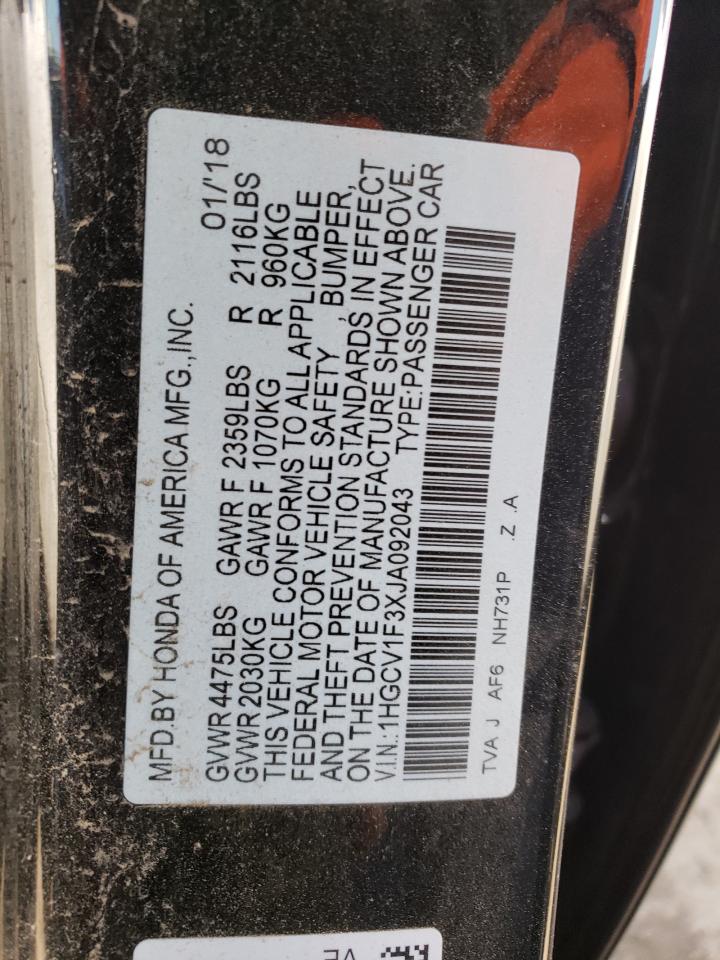 MFD.BY HONDA OF AMERICA MFG.,INC. 01/'18
GVWR 4475LBS GAWR F 2359LBS R 2116LBS
GVWR 2030KG GAWR F 1070KG R 960KG
THIS VEHICLE CONFORMS TO ALL APPLICABLE
FEDERAL MOTOR VEHICLE SAFETY , BUMPER,
AND THEFT PREVENTION STANDARDS IN EFFECT
ON THE DATE OF MANUFACTURE SHOWN ABOVE.
V.I.N.:1HGCV1F3XJA092043 TYPE:PASSENGER CAR
TVA J AF6 NH731P .Z .A